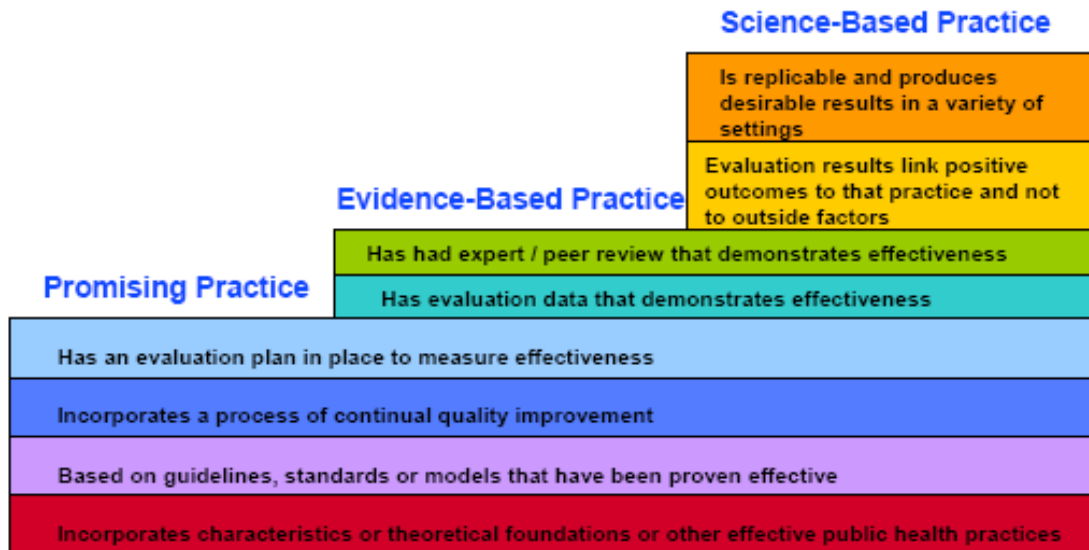 Science-Based Practice
Is replicable and produces
desirable results in a variety of
settings
Evaluation results link positive
outcomes to that practice and not
to outside factors
Evidence-Based Practice
Has had expert / peer review that demonstrates effectiveness
Has evaluation data that demonstrates effectiveness
Promising Practice
Has an evaluation plan in place to measure effectiveness
Incorporates a process of continual quality improvement
Based on guidelines, standards or models that have been proven effective
Incorporates characteristics or theoretical foundations or other effective public health practices